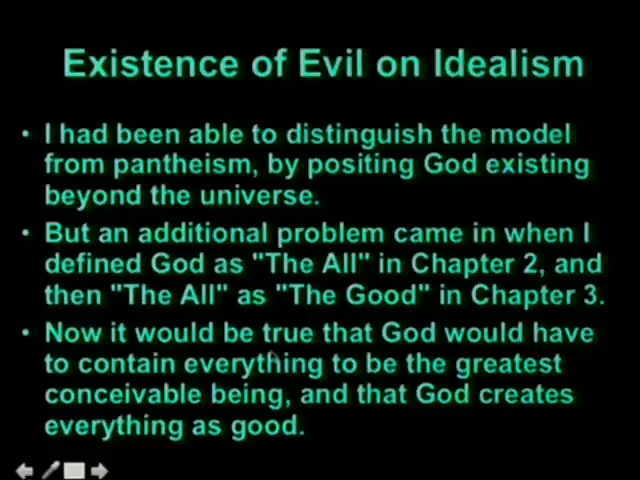 Existence of Evil on Idealism
• I had been able to distinguish the model
from pantheism, by positing God existing
beyond the universe.
• But an additional problem came in when I
defined God as "The All" in Chapter 2, and
then "The All" as "The Good" in Chapter 3.
• Now it would be true that God would have
to contain everything to be the greatest
conceivable being, and that God creates
everything as good.